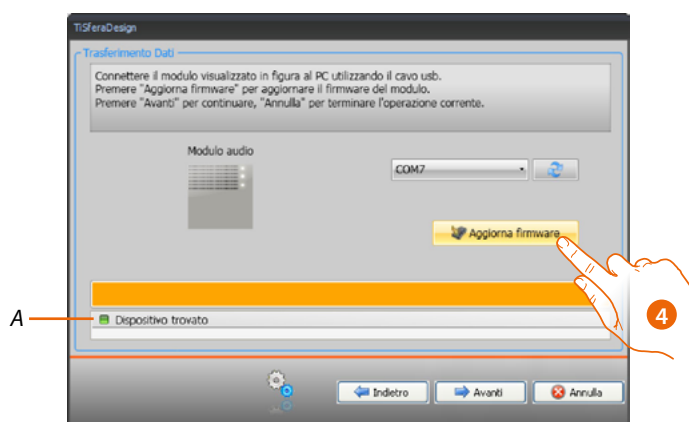 TiSferaDesign
Trasferimento Dati
Connettere il modulo visualizzato in figura al PC utilizzando il cavo usb.
Premere "Aggiorna firmware" per aggiornare il firmware del modulo.
Premere "Avanti" per continuare, "Annulla" per terminare l'operazione corrente.
Modulo audio
COM7
Aggiorna firmware
4
A
Dispositivo trovato
Indietro
Avanti
Annulla